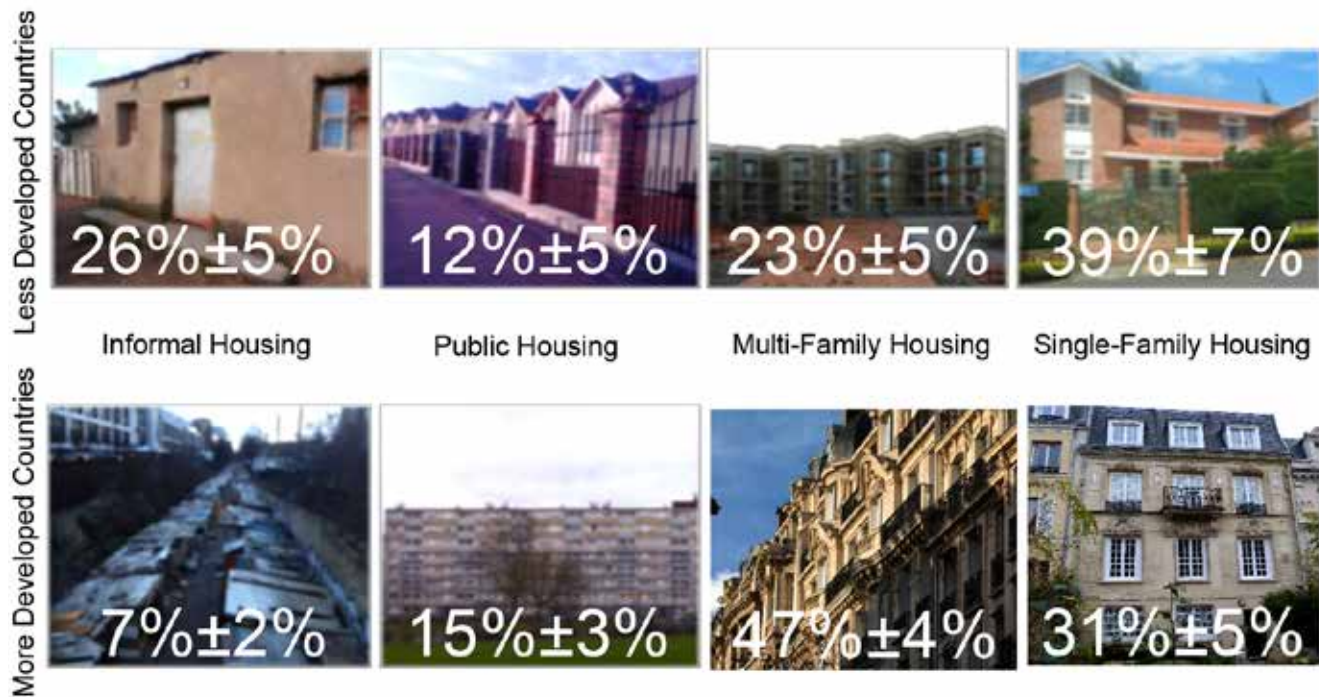 Less Developed Countries
26%±5%
12%±5%
23%±5%
39%±7%
Informal Housing
Public Housing
Multi-Family Housing
Single-Family Housing
More Developed Countries
7%±2%
15%±3%
47%±4%
31%±5%